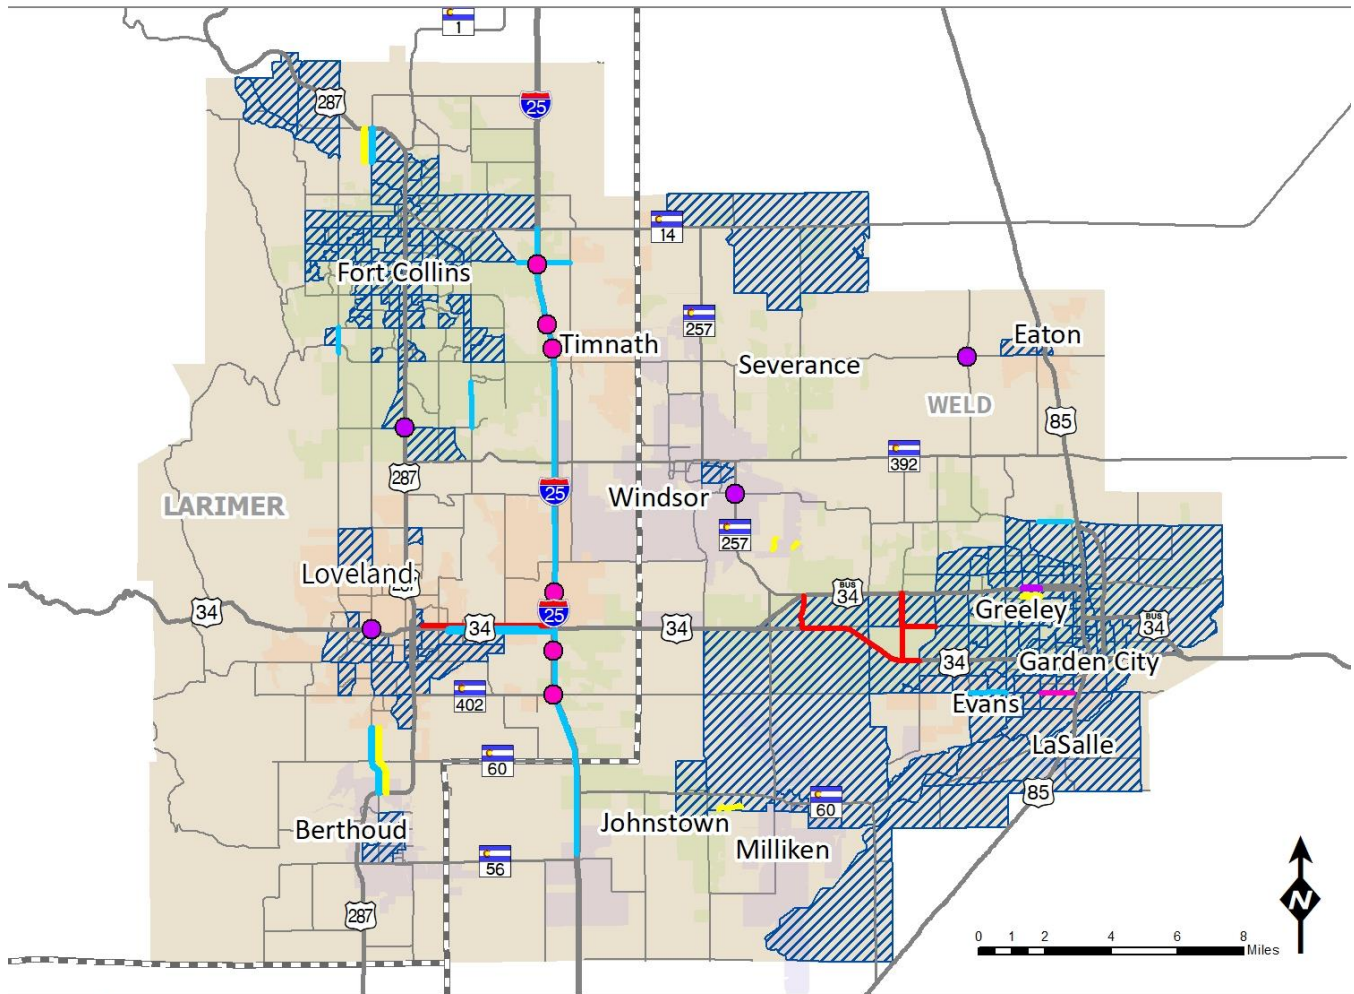 1
287
25
14
Fort Collins
257
Timnath
Eaton
Severance
WELD
85
392
287
25
LARIMER
Windsor
257
Loveland
BUS
34
34
25
34
34
Greeley
BUS
34
34
Garden City
402
Evans
LaSalle
60
85
60
Johnstown
Berthoud
Milliken
56
287
N
0 1 2 4 6 8
Miles